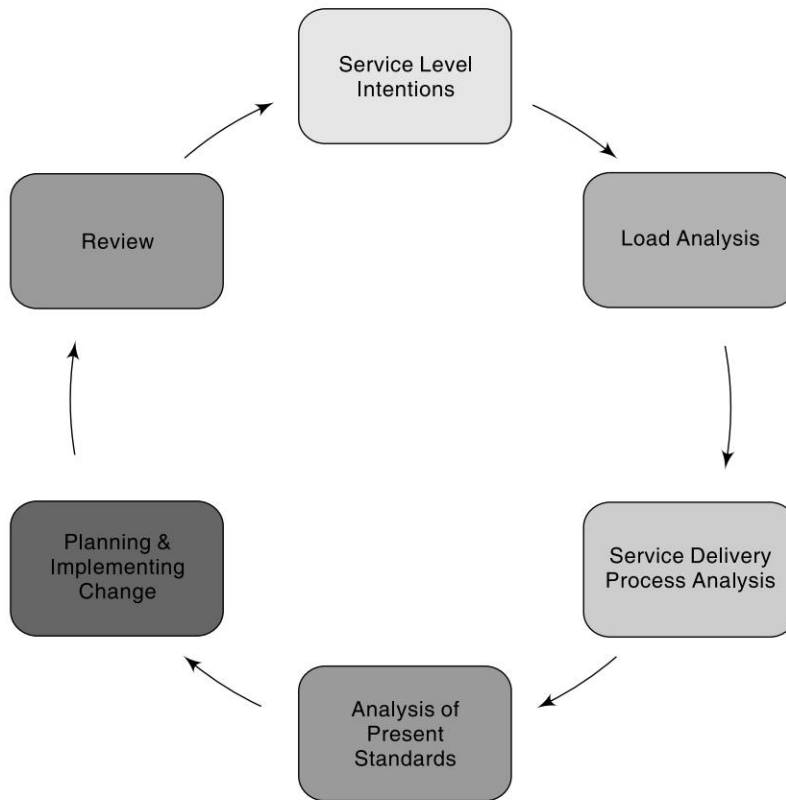 Service Level
Intentions
Load Analysis
Service Delivery
Process Analysis
Analysis of
Present
Standards
Planning &
Implementing
Change
Review